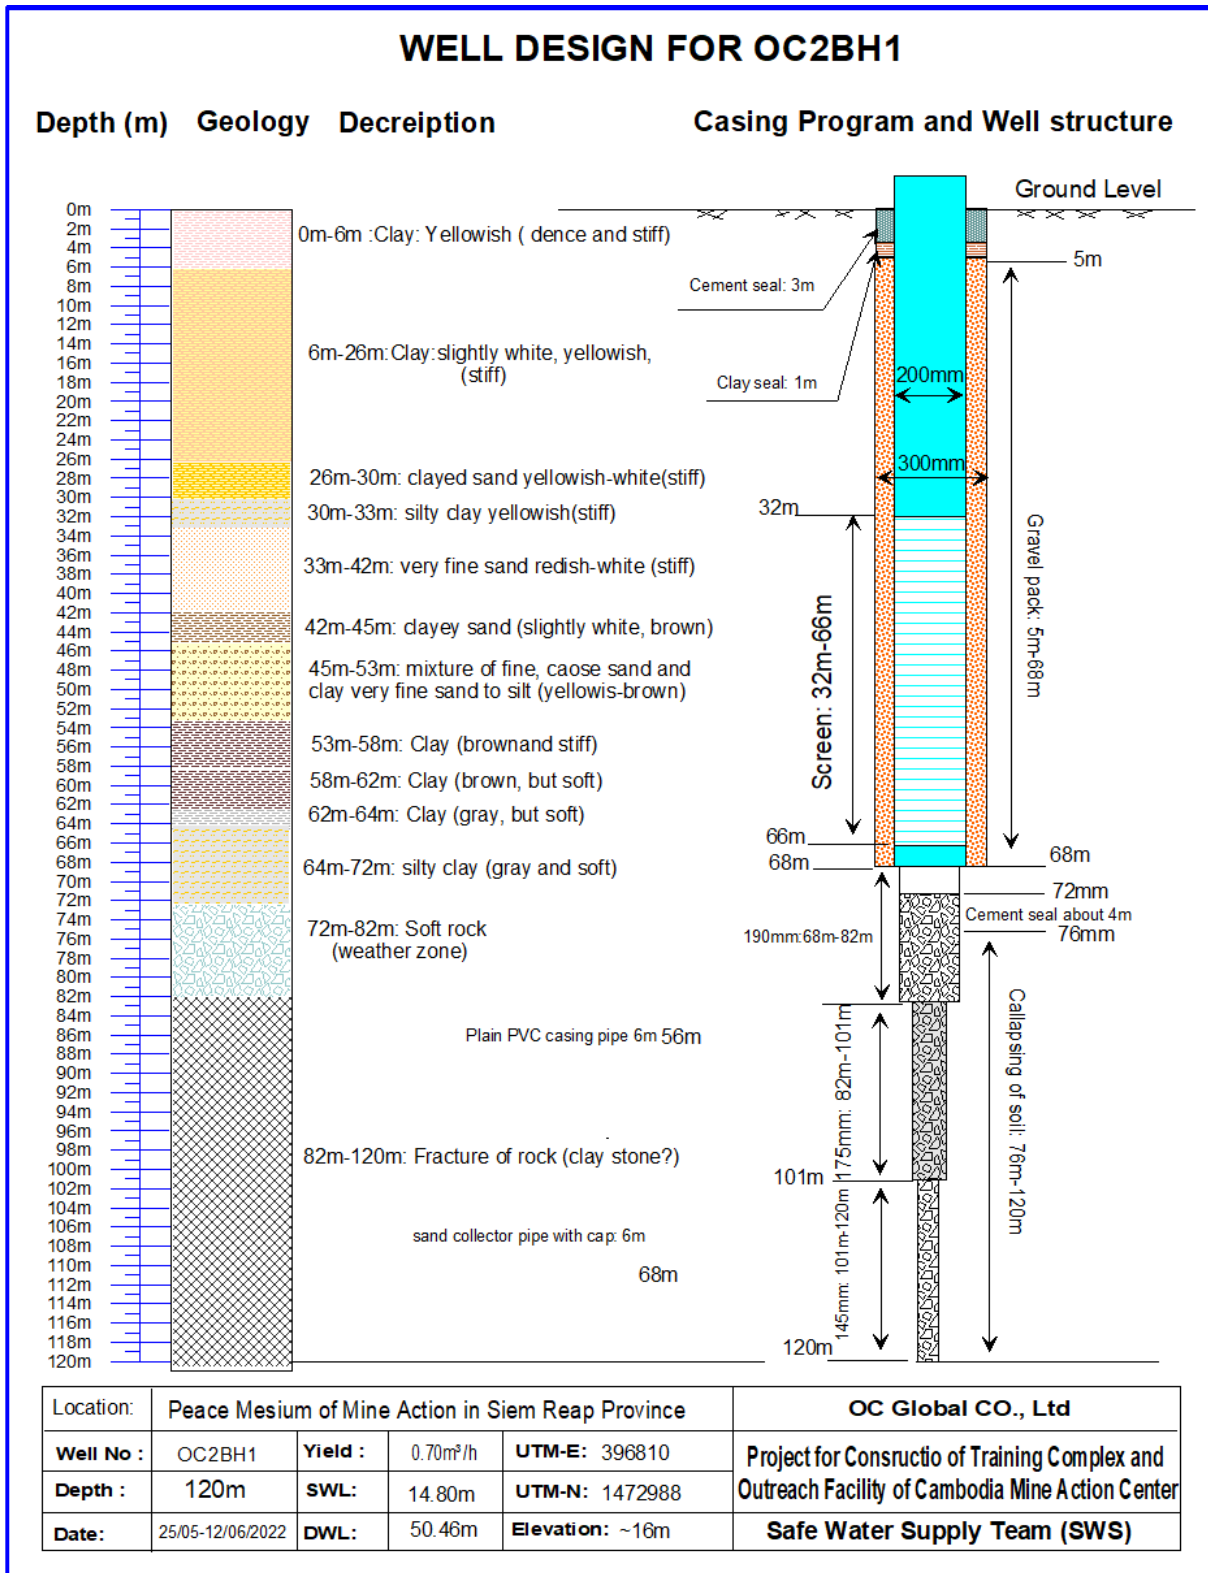 WELL DESIGN FOR OC2BH1
Depth (m) Geology Decreiption Casing Program and Well structure
Ground Level
0m
2m
4m
6m
8m
10m
12m
14m
16m
18m
20m
22m
24m
26m
28m
30m
32m
34m
36m
38m
40m
42m
44m
46m
48m
50m
52m
54m
56m
58m
60m
62m
64m
66m
68m
70m
72m
74m
76m
78m
80m
82m
84m
86m
88m
90m
92m
94m
96m
98m
100m
102m
104m
106m
108m
110m
112m
114m
116m
118m
120m
0m-6m :Clay: Yellowish ( dence and stiff)
6m-26m:Clay:slightly white, yellowish,
(stiff)
26m-30m: clayed sand yellowish-white(stiff)
30m-33m: silty clay yellowish(stiff)
33m-42m: very fine sand redish-white (stiff)
42m-45m: clayey sand (slightly white, brown)
45m-53m: mixture of fine, caose sand and
clay very fine sand to silt (yellowis-brown)
53m-58m: Clay (brownand stiff)
58m-62m: Clay (brown, but soft)
62m-64m: Clay (gray, but soft)
64m-72m: silty clay (gray and soft)
72m-82m: Soft rock
(weather zone)
Plain PVC casing pipe 6m 56m
82m-120m: Fracture of rock (clay stone?)
sand collector pipe with cap: 6m
68m
5m
Cement seal: 3m
Clay seal: 1m
200mm
300mm
32m
Gravel pack: 5m-68m
Screen: 32m-66m
66m
68m
68m
72mm
Cement seal about 4m
76mm
190mm:68m-82m
175mm: 82m-101m
Callapsing of soil: 76m-120m
101m
145mm: 101m-120m
120m
Location: Peace Mesium of Mine Action in Siem Reap Province OC Global CO., Ltd
Well No : OC2BH1 Yield : 0.70m³/h UTM-E: 396810 Project for Consructio of Training Complex and
Depth : 120m SWL: 14.80m UTM-N: 1472988 Outreach Facility of Cambodia Mine Action Center
Date: 25/05-12/06/2022 DWL: 50.46m Elevation: ~16m Safe Water Supply Team (SWS)